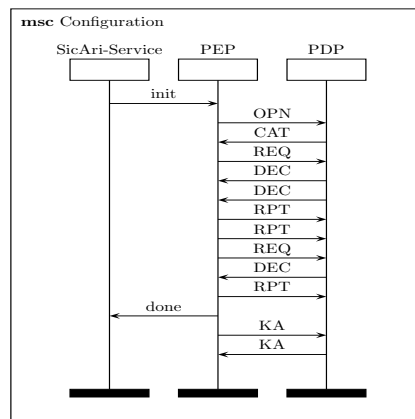 msc Configuration
SicAri-Service PEP PDP
init
OPN
CAT
REQ
DEC
DEC
RPT
RPT
REQ
DEC
RPT
done
KA
KA